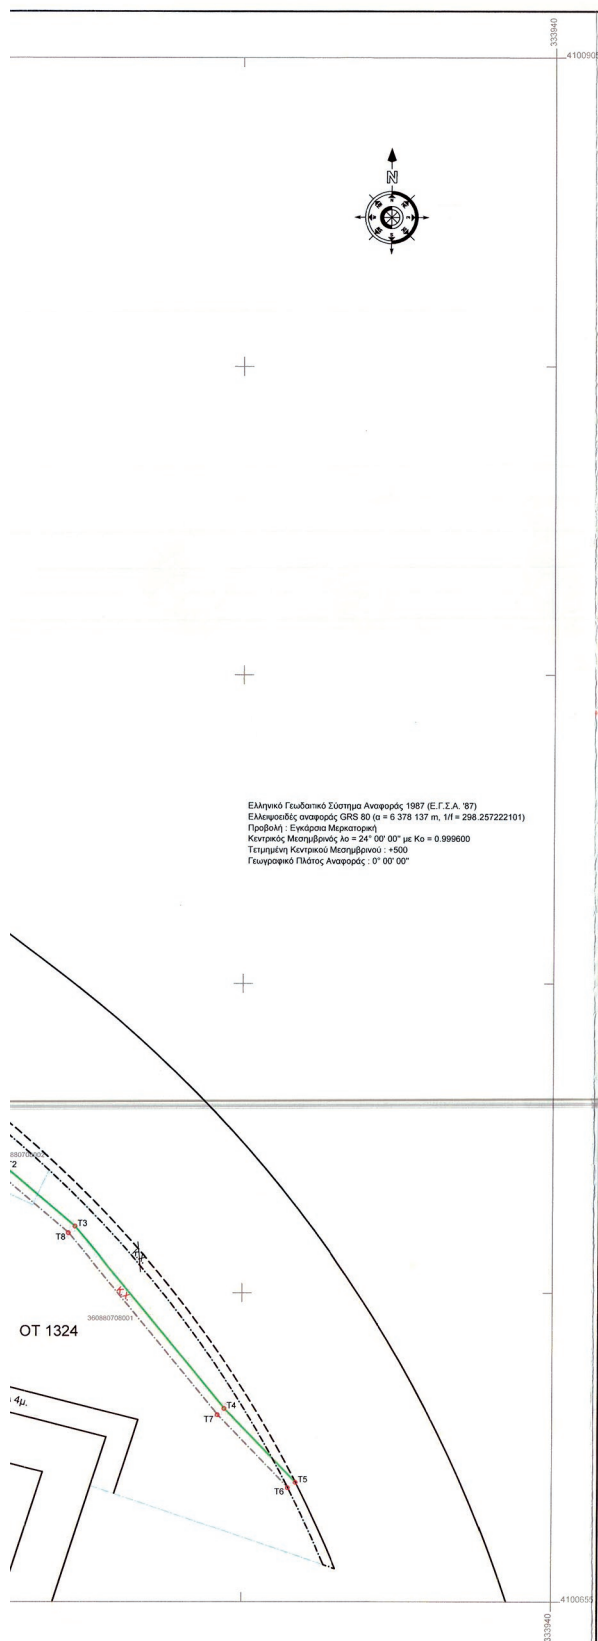 333940
4100905
N
Ελληνικό Γεωδαιτικό Σύστημα Αναφοράς 1987 (Ε.Γ.Σ.Α. '87)
Ελλειψοειδές αναφοράς GRS 80 (α = 6 378 137 m, 1/f = 298.257222101)
Προβολή : Εγκάρσια Μερκατορική
Κεντρικός Μεσημβρινός λο = 24° 00' 00" με Κο = 0.999600
Τετμημένη Κεντρικού Μεσημβρινού : +500
Γεωγραφικό Πλάτος Αναφοράς : 0° 00' 00"
T3
T8
360880708001
ΟΤ 1324
4μ.
T4
T7
T5
T6
4100655
333940